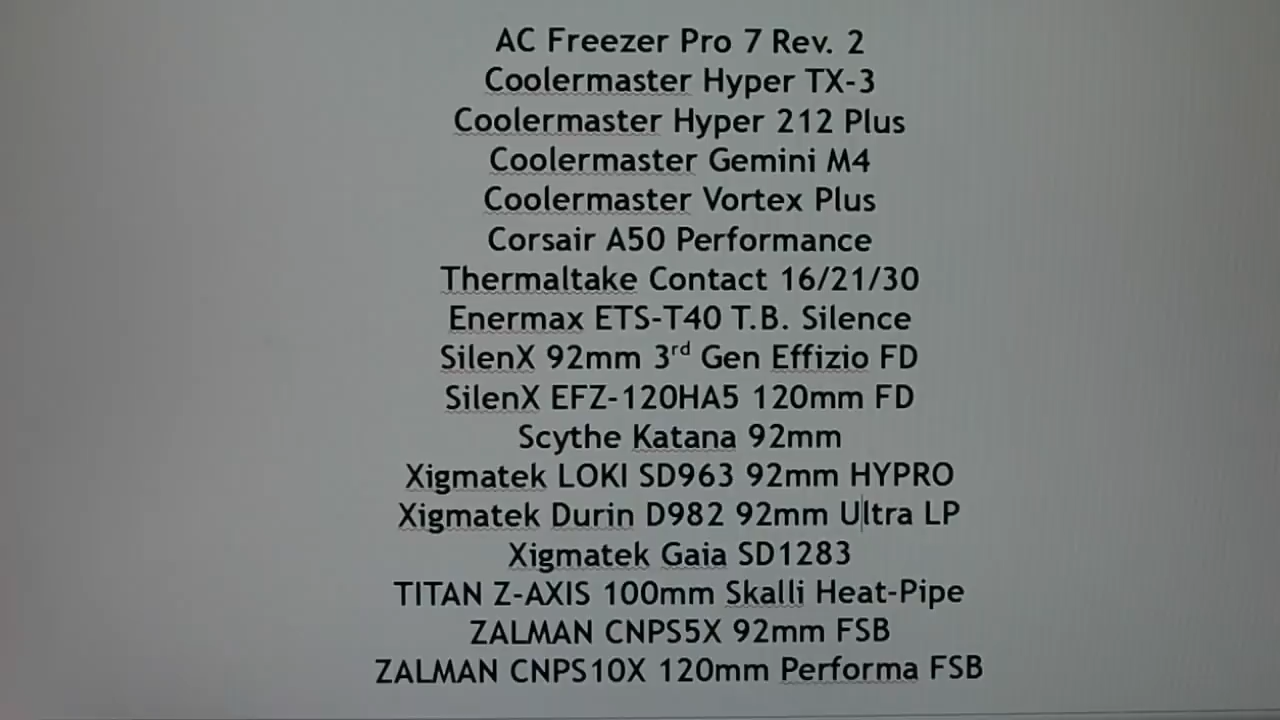 AC Freezer Pro 7 Rev. 2
Coolermaster Hyper TX-3
Coolermaster Hyper 212 Plus
Coolermaster Gemini M4
Coolermaster Vortex Plus
Corsair A50 Performance
Thermaltake Contact 16/21/30
Enermax ETS-T40 T.B. Silence
SilenX 92mm 3rd Gen Effizio FD
SilenX EFZ-120HA5 120mm FD
Scythe Katana 92mm
Xigmatek LOKI SD963 92mm HYPRO
Xigmatek Durin D982 92mm Ultra LP
Xigmatek Gaia SD1283
TITAN Z-AXIS 100mm Skalli Heat-Pipe
ZALMAN CNPS5X 92mm FSB
ZALMAN CNPS10X 120mm Performa FSB